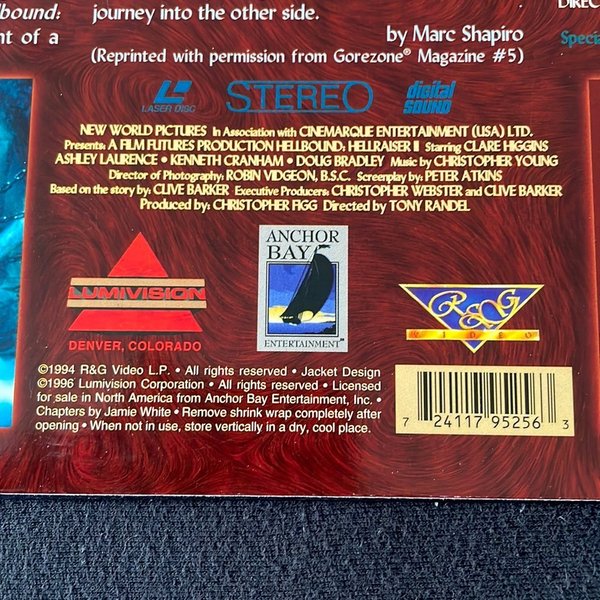 llbound: journey into the other side. DIREC
nt of a by Marc Shapiro
(Reprinted with permission from Gorezone® Magazine #5) Specia
LASER DISC STEREO digital SOUND
NEW WORLD PICTURES In Association with CINEMARQUE ENTERTAINMENT (USA) LTD.
Presents: A FILM FUTURES PRODUCTION HELLBOUND: HELLRAISER II Starring CLARE HIGGINS
ASHLEY LAURENCE • KENNETH CRANHAM • DOUG BRADLEY Music by CHRISTOPHER YOUNG
Director of Photography: ROBIN VIDGEON, B.S.C. Screenplay by: PETER ATKINS
Based on the story by: CLIVE BARKER Executive Producers: CHRISTOPHER WEBSTER and CLIVE BARKER
Produced by: CHRISTOPHER FIGG Directed by TONY RANDEL
LUMIVISION
DENVER, COLORADO
ANCHOR
BAY
ENTERTAINMENT™
R&G
VIDEO
©1994 R&G Video L.P. • All rights reserved • Jacket Design
©1996 Lumivision Corporation • All rights reserved • Licensed
for sale in North America from Anchor Bay Entertainment, Inc. •
Chapters by Jamie White • Remove shrink wrap completely after
opening • When not in use, store vertically in a dry, cool place.
7 24117 95256 3